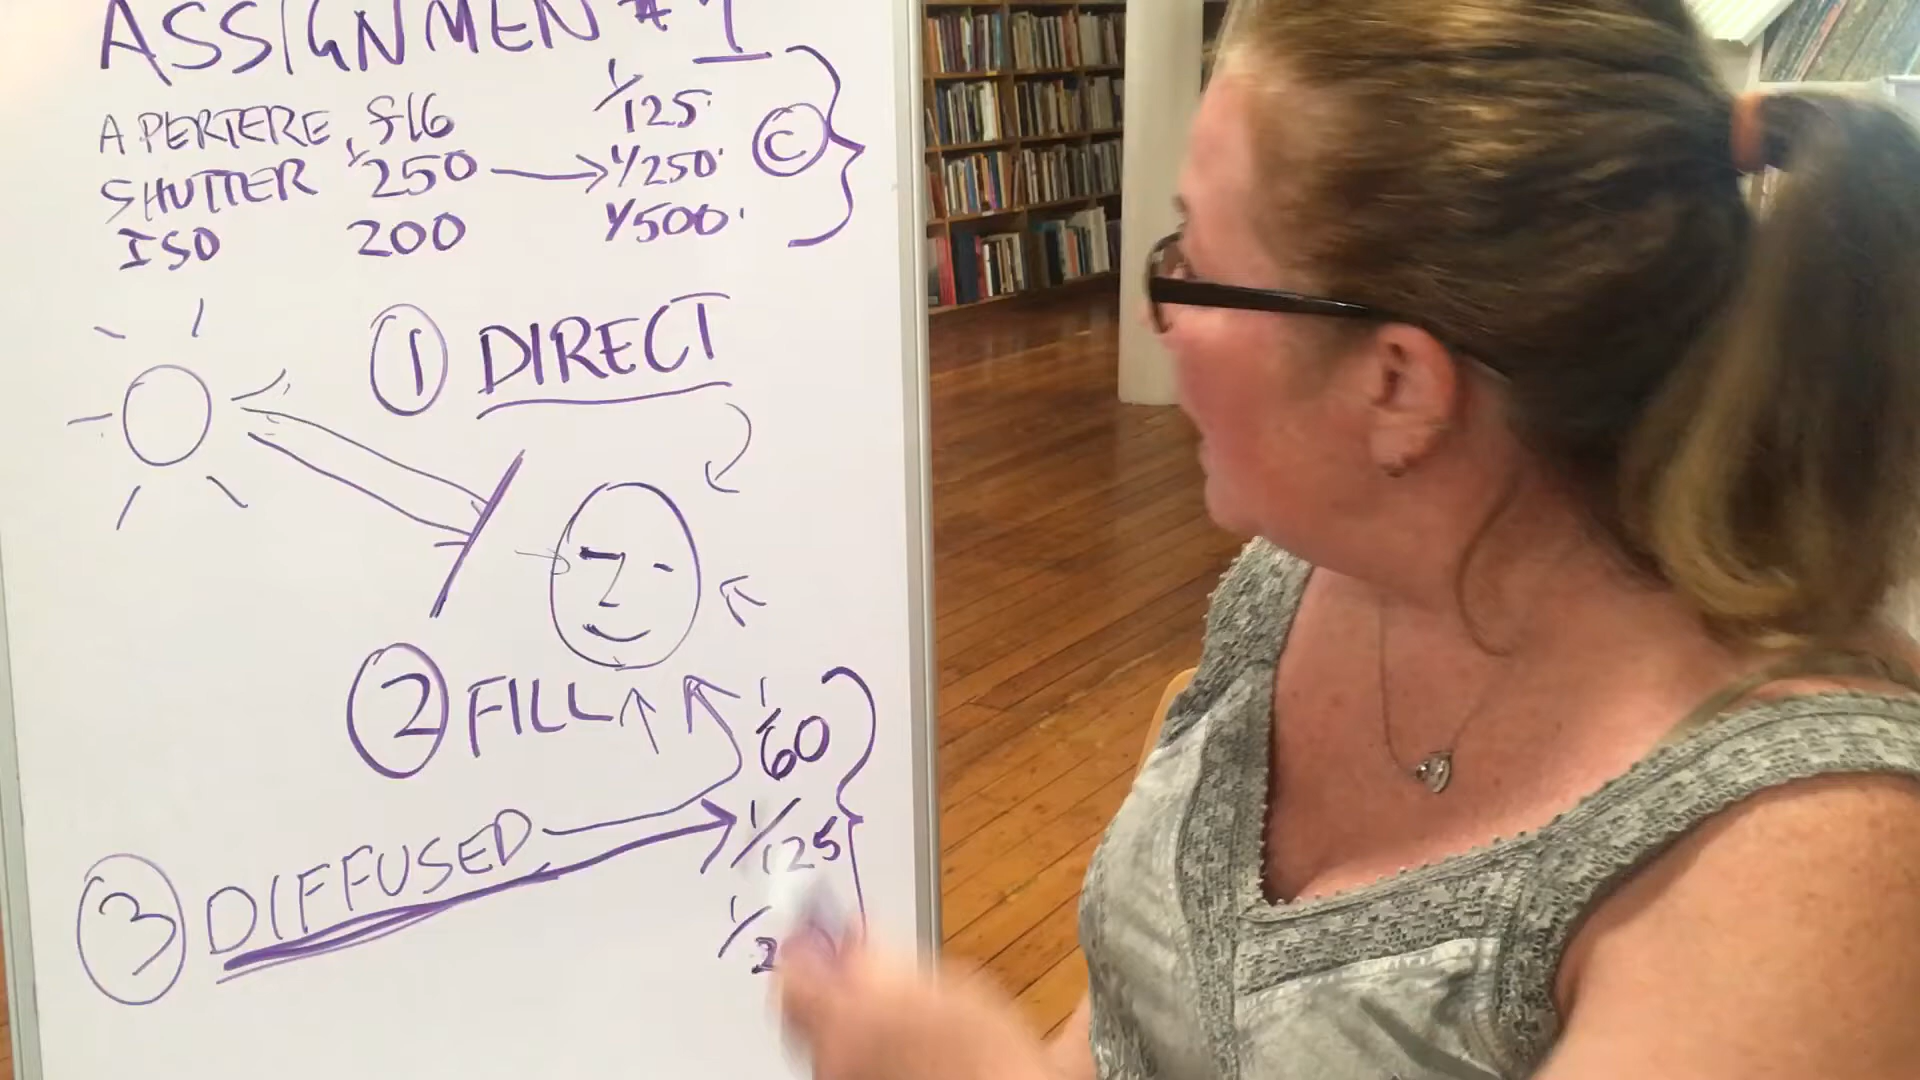 ASSIGNMEN #1
APERTERE f16 1/125
SHUTTER 1/250 → 1/250 ©
ISO 200 1/500
① DIRECT
② FILL ↑
1/60
③ DIFFUSED → 1/125